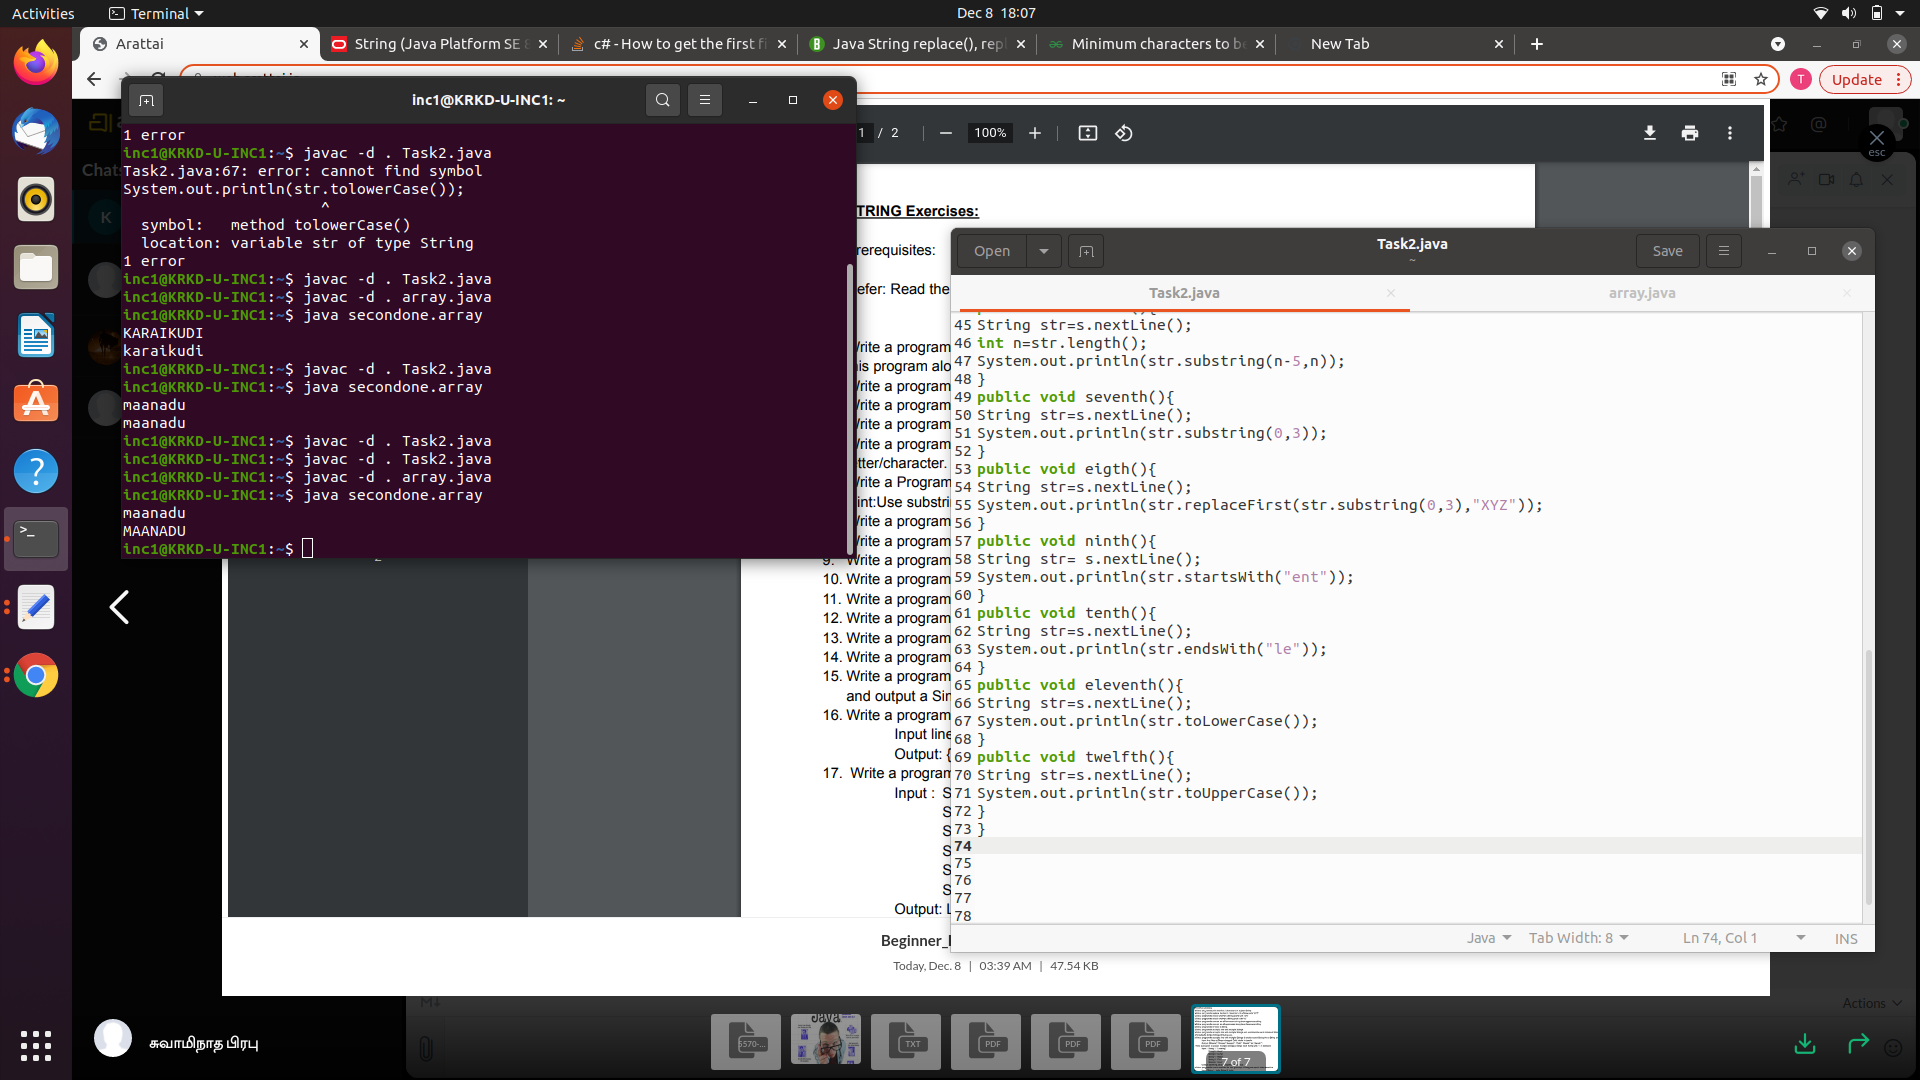 Activities
Terminal
Dec 8 18:07
Arattai
String (Java Platform SE 8
c# - How to get the first fi
Java String replace(), repl
Minimum characters to be
New Tab
T
Update
inc1@KRKD-U-INC1: ~
1 error
inc1@KRKD-U-INC1:~$ javac -d . Task2.java
Task2.java:67: error: cannot find symbol
System.out.println(str.tolowerCase());
^
symbol:   method tolowerCase()
location: variable str of type String
1 error
inc1@KRKD-U-INC1:~$ javac -d . Task2.java
inc1@KRKD-U-INC1:~$ javac -d . array.java
inc1@KRKD-U-INC1:~$ java secondone.array
KARAIKUDI
karaikudi
inc1@KRKD-U-INC1:~$ javac -d . Task2.java
inc1@KRKD-U-INC1:~$ java secondone.array
maanadu
maanadu
inc1@KRKD-U-INC1:~$ javac -d . Task2.java
inc1@KRKD-U-INC1:~$ javac -d . Task2.java
inc1@KRKD-U-INC1:~$ javac -d . array.java
inc1@KRKD-U-INC1:~$ java secondone.array
maanadu
MAANADU
inc1@KRKD-U-INC1:~$
1 / 2
100%
esc
Chats
K
TRING Exercises:
rerequisites:
efer: Read the
rite a program
is program alo
rite a program
rite a program
rite a program
rite a program
tter/character.
rite a Program
int:Use substri
rite a program
rite a program
9. Write a program
10. Write a program
11. Write a program
12. Write a program
13. Write a program
14. Write a program
15. Write a program
and output a Sin
16. Write a program
Input line
Output: {
17. Write a program
Input : S
S
S
S
S
S
Output: L
Open
Task2.java
~
Save
Task2.java
array.java
45 String str=s.nextLine();
46 int n=str.length();
47 System.out.println(str.substring(n-5,n));
48 }
49 public void seventh(){
50 String str=s.nextLine();
51 System.out.println(str.substring(0,3));
52 }
53 public void eigth(){
54 String str=s.nextLine();
55 System.out.println(str.replaceFirst(str.substring(0,3),"XYZ"));
56 }
57 public void ninth(){
58 String str= s.nextLine();
59 System.out.println(str.startsWith("ent"));
60 }
61 public void tenth(){
62 String str=s.nextLine();
63 System.out.println(str.endsWith("le"));
64 }
65 public void eleventh(){
66 String str=s.nextLine();
67 System.out.println(str.toLowerCase());
68 }
69 public void twelfth(){
70 String str=s.nextLine();
71 System.out.println(str.toUpperCase());
72 }
73 }
74
75
76
77
78
Java
Tab Width: 8
Ln 74, Col 1
INS
Beginner_
Today, Dec. 8 | 03:39 AM | 47.54 KB
Actions
சுவாமிநாத பிரபு
5570-...
Java
TXT
PDF
PDF
PDF
7 of 7